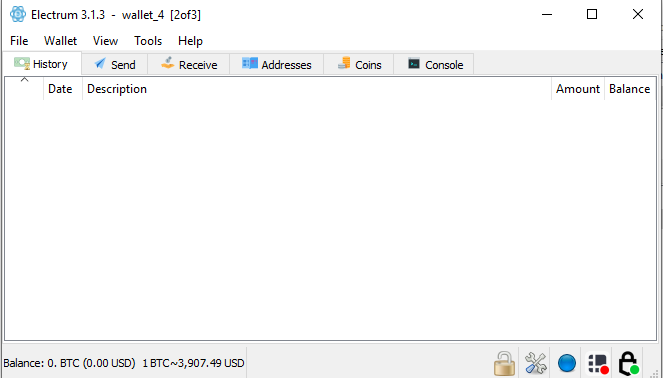 Electrum 3.1.3 - wallet_4 [2of3]
File Wallet View Tools Help
History Send Receive Addresses Coins Console
Date Description Amount Balance
Balance: 0. BTC (0.00 USD) 1 BTC~3,907.49 USD